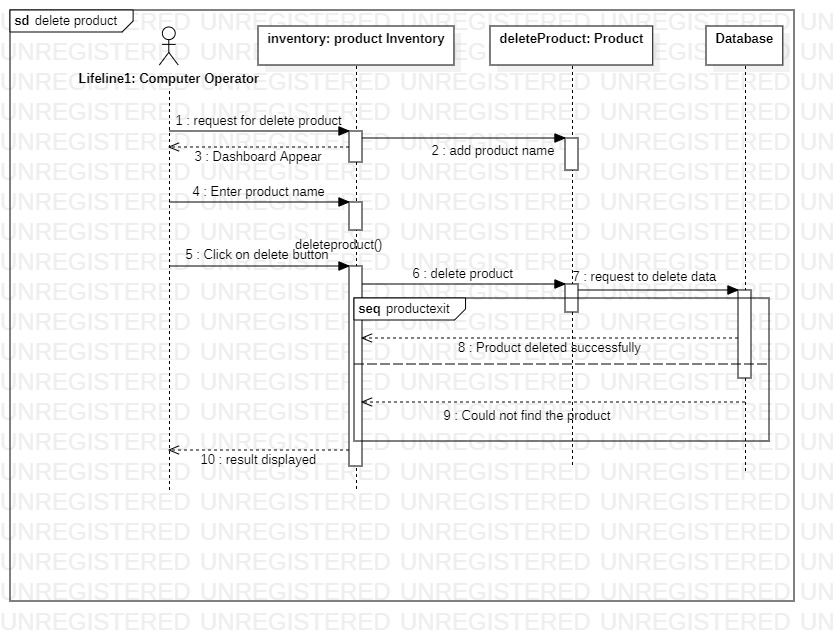 sd delete product
inventory: product Inventory
deleteProduct: Product
Database
Lifeline1: Computer Operator
1 : request for delete product
2 : add product name
3 : Dashboard Appear
4 : Enter product name
deleteproduct()
5 : Click on delete button
6 : delete product
7 : request to delete data
seq productexit
8 : Product deleted successfully
9 : Could not find the product
10 : result displayed
UNREGISTERED UNREGISTERED UNREGISTERED UNREGISTERED UN